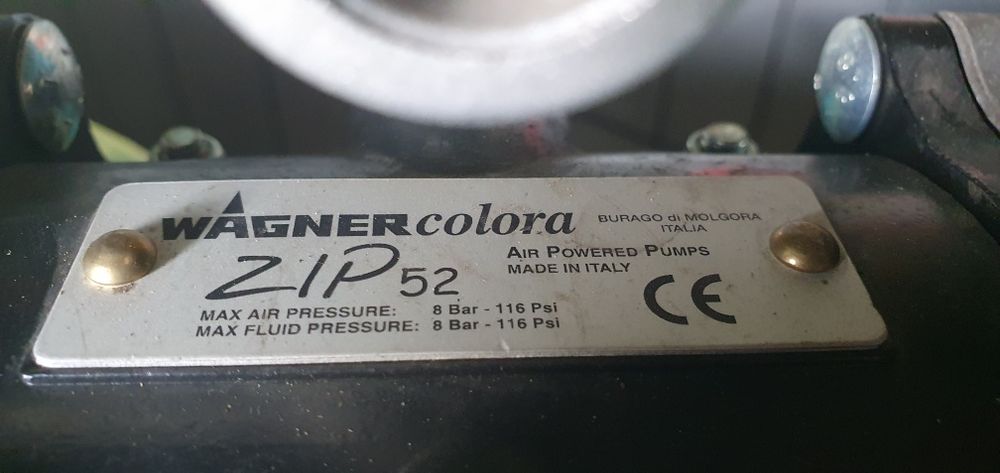 WAGNER colora
BURAGO di MOLGORA
ITALIA
ZIP 52
AIR POWERED PUMPS
MADE IN ITALY
MAX AIR PRESSURE: 8 Bar - 116 Psi
MAX FLUID PRESSURE: 8 Bar - 116 Psi
CE